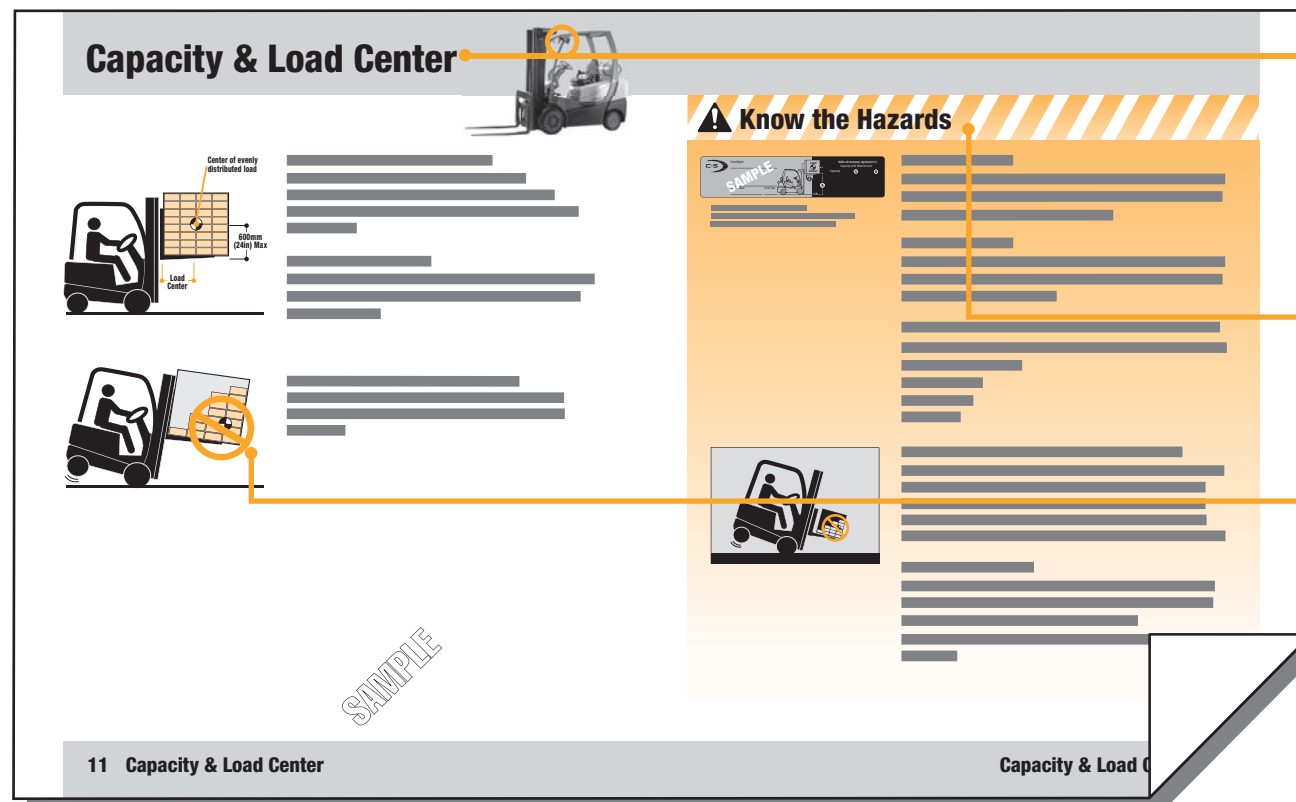 Capacity & Load Center
Know the Hazards
Center of evenly
distributed load
600mm
(24in) Max
Load
Center
SAMPLE
Capacity
SAMPLE
11 Capacity & Load Center
Capacity & Load